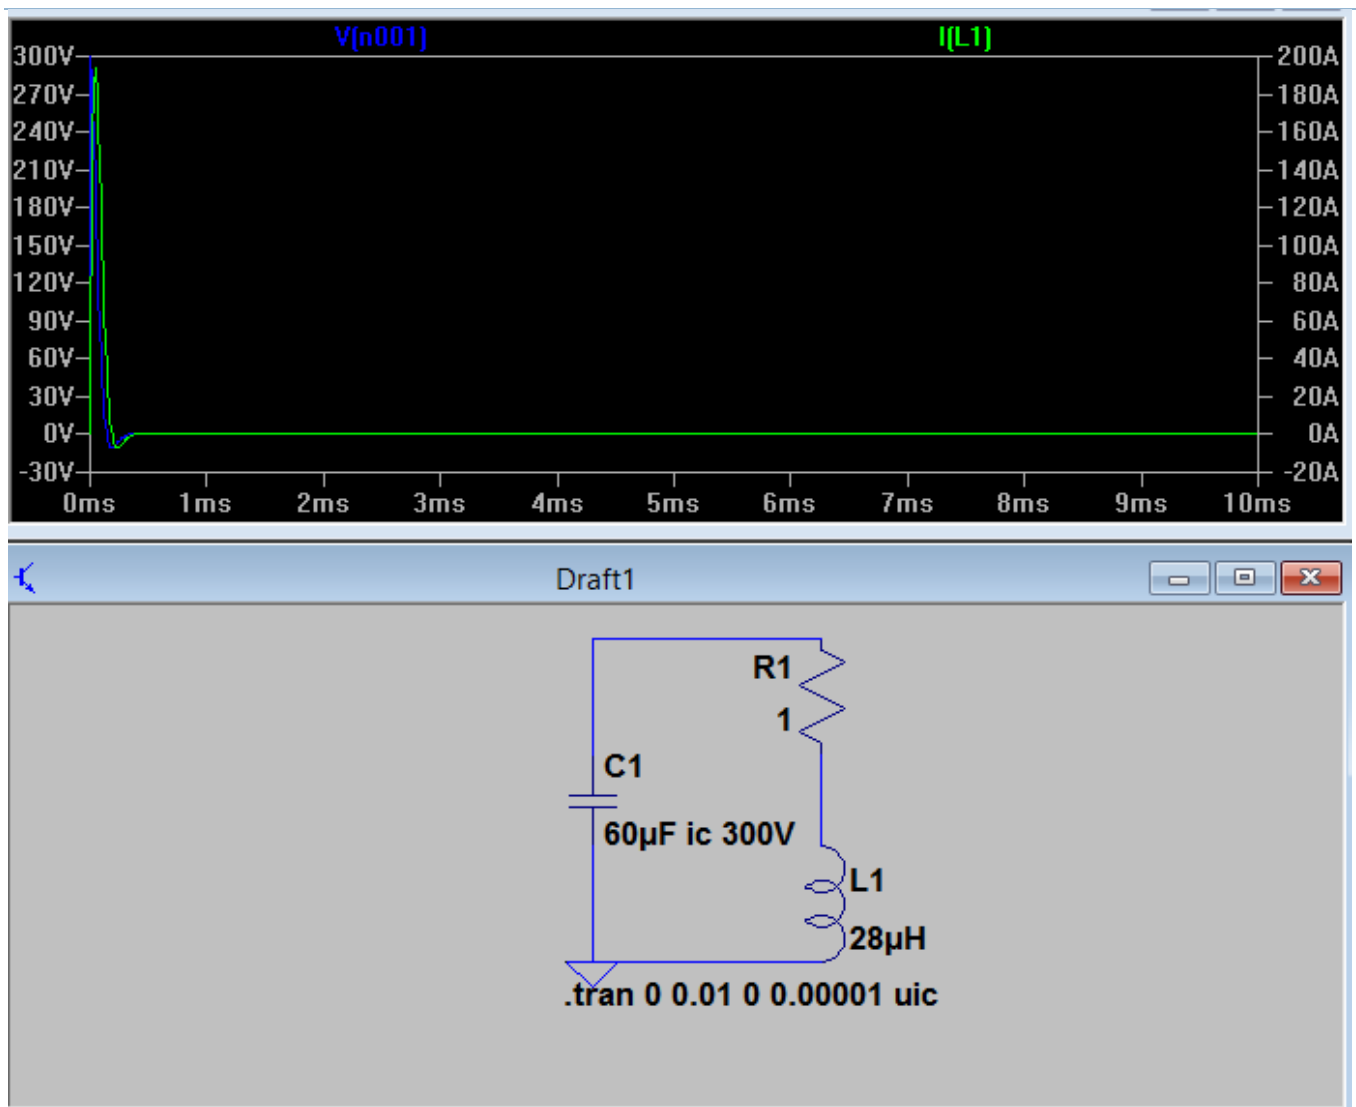 V(n001) I(L1)
300V 200A
270V 180A
240V 160A
210V 140A
180V 120A
150V 100A
120V 80A
90V 60A
60V 40A
30V 20A
0V 0A
-30V -20A
0ms 1ms 2ms 3ms 4ms 5ms 6ms 7ms 8ms 9ms 10ms
Draft1
R1
1
C1
60µF ic 300V
L1
28µH
.tran 0 0.01 0 0.00001 uic